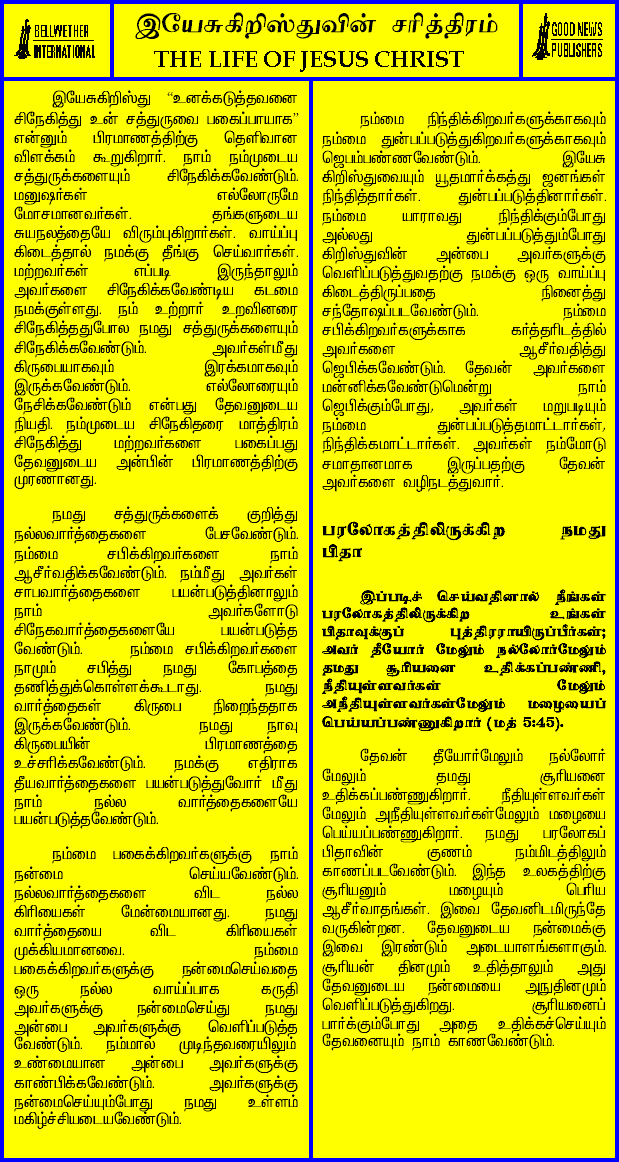 BELLWETHER
INTERNATIONAL
இயேசுகிறிஸ்துவின் சரித்திரம்
THE LIFE OF JESUS CHRIST
GOOD NEWS
PUBLISHERS
இயேசுகிறிஸ்து “உனக்கடுத்தவனை
சிநேகித்து உன் சத்துருவை பகைப்பாயாக”
என்னும் பிரமாணத்திற்கு தெளிவான
விளக்கம் கூறுகிறார். நாம் நம்முடைய
சத்துருக்களையும் சிநேகிக்கவேண்டும்.
மனுஷர்கள் எல்லோருமே
மோசமானவர்கள். தங்களுடைய
சுயநலத்தையே விரும்புகிறார்கள். வாய்ப்பு
கிடைத்தால் நமக்கு தீங்கு செய்வார்கள்.
மற்றவர்கள் எப்படி இருந்தாலும்
அவர்களை சிநேகிக்கவேண்டிய கடமை
நமக்குள்ளது. நம் உற்றார் உறவினரை
சிநேகித்ததுபோல நமது சத்துருக்களையும்
சிநேகிக்கவேண்டும். அவர்கள்மீது
கிருபையாகவும் இரக்கமாகவும்
இருக்கவேண்டும். எல்லோரையும்
நேசிக்கவேண்டும் என்பது தேவனுடைய
நியதி. நம்முடைய சிநேகிதரை மாத்திரம்
சிநேகித்து மற்றவர்களை பகைப்பது
தேவனுடைய அன்பின் பிரமாணத்திற்கு
முரணானது.
நமது சத்துருக்களைக் குறித்து
நல்லவார்த்தைகளை பேசவேண்டும்.
நம்மை சபிக்கிறவர்களை நாம்
ஆசீர்வதிக்கவேண்டும். நம்மீது அவர்கள்
சாபவார்த்தைகளை பயன்படுத்தினாலும்
நாம் அவர்களோடு
சிநேகவார்த்தைகளையே பயன்படுத்த
வேண்டும். நம்மை சபிக்கிறவர்களை
நாமும் சபித்து நமது கோபத்தை
தணித்துக்கொள்ளக்கூடாது. நமது
வார்த்தைகள் கிருபை நிறைந்ததாக
இருக்கவேண்டும். நமது நாவு
கிருபையின் பிரமாணத்தை
உச்சரிக்கவேண்டும். நமக்கு எதிராக
தீயவார்த்தைகளை பயன்படுத்துவோர் மீது
நாம் நல்ல வார்த்தைகளையே
பயன்படுத்தவேண்டும்.
நம்மை பகைக்கிறவர்களுக்கு நாம்
நன்மை செய்யவேண்டும்.
நல்லவார்த்தைகளை விட நல்ல
கிரியைகள் மேன்மையானது. நமது
வார்த்தையை விட கிரியைகள்
முக்கியமானவை. நம்மை
பகைக்கிறவர்களுக்கு நன்மைசெய்வதை
ஒரு நல்ல வாய்ப்பாக கருதி
அவர்களுக்கு நன்மைசெய்து நமது
அன்பை அவர்களுக்கு வெளிப்படுத்த
வேண்டும். நம்மால் முடிந்தவரையிலும்
உண்மையான அன்பை அவர்களுக்கு
காண்பிக்கவேண்டும். அவர்களுக்கு
நன்மைசெய்யும்போது நமது உள்ளம்
மகிழ்ச்சியடையவேண்டும்.
நம்மை நிந்திக்கிறவர்களுக்காகவும்
நம்மை துன்பப்படுத்துகிறவர்களுக்காகவும்
ஜெபம்பண்ணவேண்டும். இயேசு
கிறிஸ்துவையும் யூதமார்க்கத்து ஜனங்கள்
நிந்தித்தார்கள். துன்பப்படுத்தினார்கள்.
நம்மை யாராவது நிந்திக்கும்போது
அல்லது துன்பப்படுத்தும்போது
கிறிஸ்துவின் அன்பை அவர்களுக்கு
வெளிப்படுத்துவதற்கு நமக்கு ஒரு வாய்ப்பு
கிடைத்திருப்பதை நினைத்து
சந்தோஷப்படவேண்டும். நம்மை
சபிக்கிறவர்களுக்காக கர்த்தரிடத்தில்
அவர்களை ஆசீர்வதித்து
ஜெபிக்கவேண்டும். தேவன் அவர்களை
மன்னிக்கவேண்டுமென்று நாம்
ஜெபிக்கும்போது, அவர்கள் மறுபடியும்
நம்மை துன்பப்படுத்தமாட்டார்கள்,
நிந்திக்கமாட்டார்கள். அவர்கள் நம்மோடு
சமாதானமாக இருப்பதற்கு தேவன்
அவர்களை வழிநடத்துவார்.
பரலோகத்திலிருக்கிற நமது
பிதா
இப்படிச் செய்வதினால் நீங்கள்
பரலோகத்திலிருக்கிற உங்கள்
பிதாவுக்குப் புத்திரராயிருப்பீர்கள்;
அவர் தீயோர் மேலும் நல்லோர்மேலும்
தமது சூரியனை உதிக்கப்பண்ணி,
நீதியுள்ளவர்கள் மேலும்
அநீதியுள்ளவர்கள்மேலும் மழையைப்
பெய்யப்பண்ணுகிறார் (மத் 5:45).
தேவன் தீயோர்மேலும் நல்லோர்
மேலும் தமது சூரியனை
உதிக்கப்பண்ணுகிறார். நீதியுள்ளவர்கள்
மேலும் அநீதியுள்ளவர்கள்மேலும் மழையை
பெய்யப்பண்ணுகிறார். நமது பரலோகப்
பிதாவின் குணம் நம்மிடத்திலும்
காணப்படவேண்டும். இந்த உலகத்திற்கு
சூரியனும் மழையும் பெரிய
ஆசீர்வாதங்கள். இவை தேவனிடமிருந்தே
வருகின்றன. தேவனுடைய நன்மைக்கு
இவை இரண்டும் அடையாளங்களாகும்.
சூரியன் தினமும் உதித்தாலும் அது
தேவனுடைய நன்மையை அநுதினமும்
வெளிப்படுத்துகிறது. சூரியனைப்
பார்க்கும்போது அதை உதிக்கச்செய்யும்
தேவனையும் நாம் காணவேண்டும்.